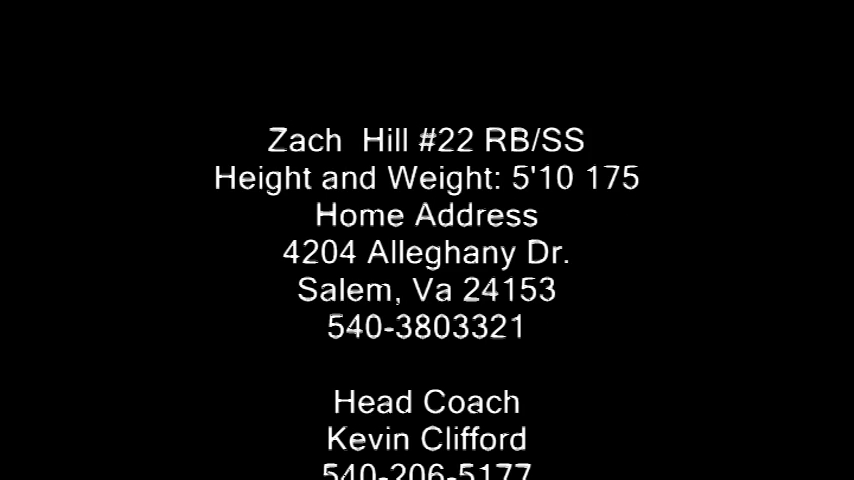 Zach Hill #22 RB/SS
Height and Weight: 5'10 175
Home Address
4204 Alleghany Dr.
Salem, Va 24153
540-3803321
Head Coach
Kevin Clifford
540-206-5177